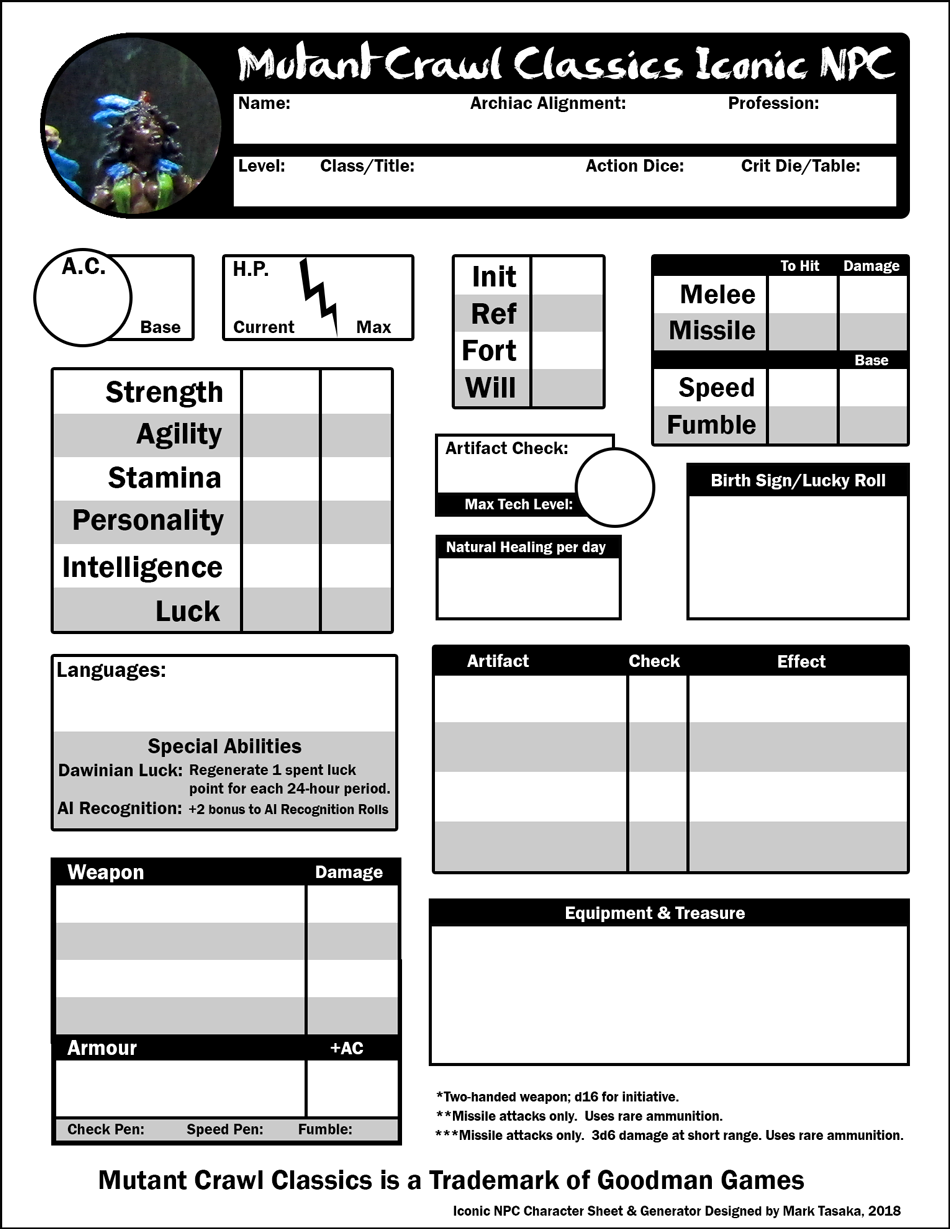 Mutant Crawl Classics Iconic NPC
Name: Archiac Alignment: Profession:
Level: Class/Title: Action Dice: Crit Die/Table:
A.C.
Base
H.P.
Current Max
Init
Ref
Fort
Will
To Hit Damage
Melee
Missile
Base
Speed
Fumble
Strength
Agility
Stamina
Personality
Intelligence
Luck
Artifact Check:
Max Tech Level:
Natural Healing per day
Birth Sign/Lucky Roll
Languages:
Special Abilities
Dawinian Luck: Regenerate 1 spent luck
point for each 24-hour period.
AI Recognition: +2 bonus to AI Recognition Rolls
Artifact Check Effect
Weapon Damage
Armour +AC
Check Pen: Speed Pen: Fumble:
Equipment & Treasure
*Two-handed weapon; d16 for initiative.
**Missile attacks only. Uses rare ammunition.
***Missile attacks only. 3d6 damage at short range. Uses rare ammunition.
Mutant Crawl Classics is a Trademark of Goodman Games
Iconic NPC Character Sheet & Generator Designed by Mark Tasaka, 2018